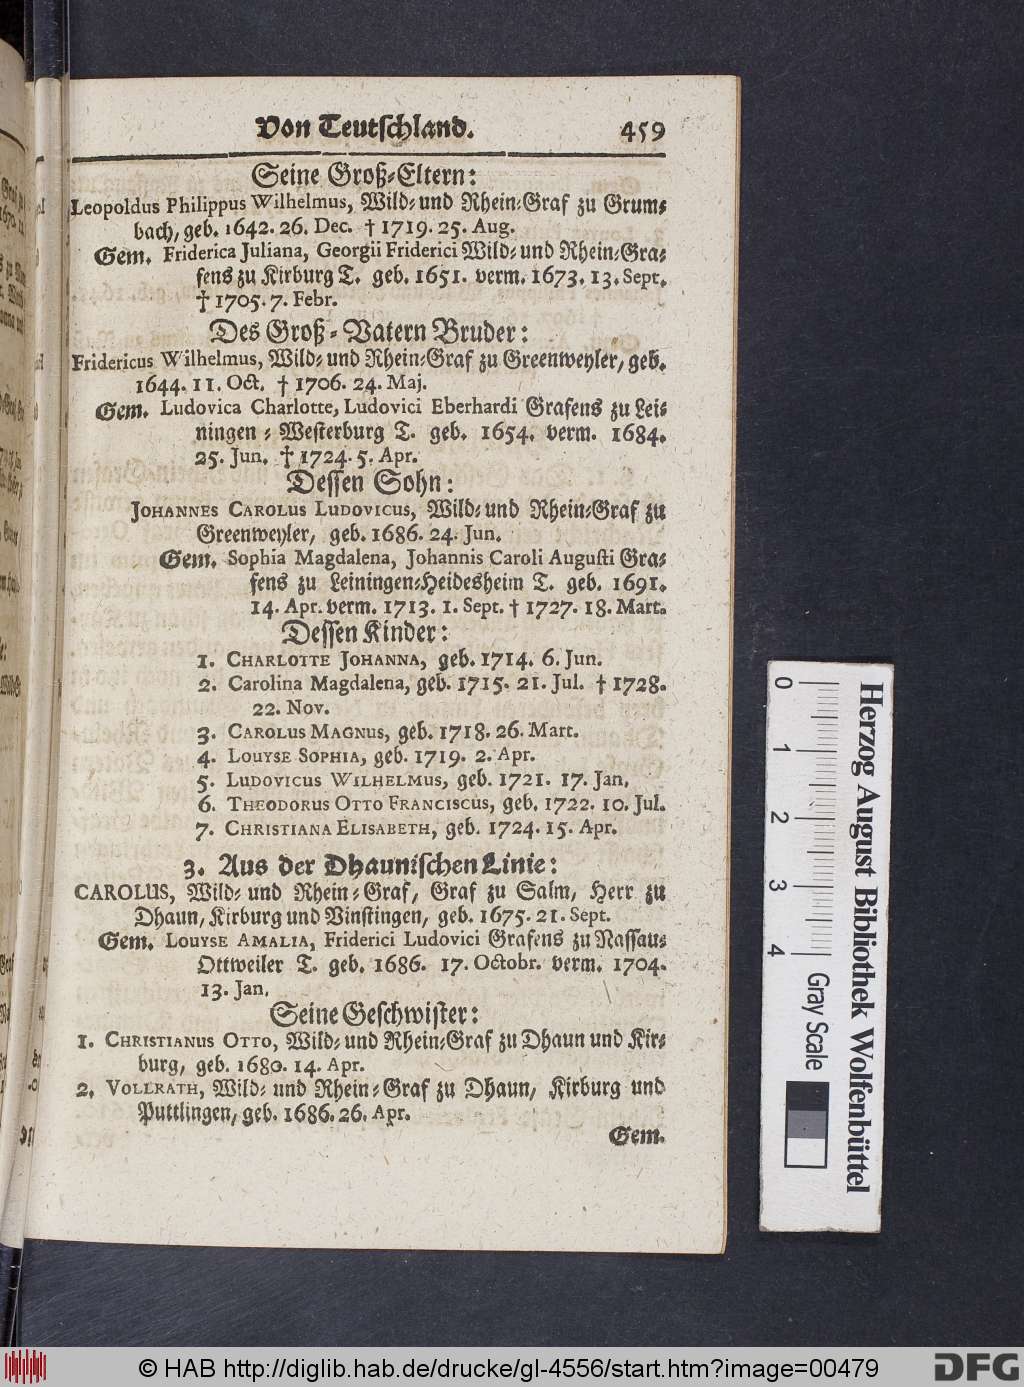 Von Teutschland. 459
Seine Groß-Eltern:
Leopoldus Philippus Wilhelmus, Wild- und Rhein-Graf zu Grum-
bach, geb. 1642. 26. Dec. † 1719. 25. Aug.
Gem. Friderica Juliana, Georgii Friderici Wild- und Rhein-Gra-
fens zu Kirburg T. geb. 1651. verm. 1673. 13. Sept.
† 1705. 7. Febr.
Des Groß-Vatern Bruder:
Fridericus Wilhelmus, Wild- und Rhein-Graf zu Greenweyler, geb.
1644. 11. Oct. † 1706. 24. Maj.
Gem. Ludovica Charlotte, Ludovici Eberhardi Grafens zu Lei-
ningen-Westerburg T. geb. 1654. verm. 1684.
25. Jun. † 1724. 5. Apr.
Dessen Sohn:
JOHANNES CAROLUS LUDOVICUS, Wild- und Rhein-Graf zu
Greenweyler, geb. 1686. 24. Jun.
Gem. Sophia Magdalena, Johannis Caroli Augusti Gra-
fens zu Leiningen-Heidesheim T. geb. 1691.
14. Apr. verm. 1713. 1. Sept. † 1727. 18. Mart.
Dessen Kinder:
1. CHARLOTTE JOHANNA, geb. 1714. 6. Jun.
2. Carolina Magdalena, geb. 1715. 21. Jul. † 1728.
22. Nov.
3. CAROLUS MAGNUS, geb. 1718. 26. Mart.
4. LOUYSE SOPHIA, geb. 1719. 2. Apr.
5. LUDOVICUS WILHELMUS, geb. 1721. 17. Jan.
6. THEODORUS OTTO FRANCISCUS, geb. 1722. 10. Jul.
7. CHRISTIANA ELISABETH, geb. 1724. 15. Apr.
3. Aus der Dhaunischen Linie:
CAROLUS, Wild- und Rhein-Graf, Graf zu Salm, Herr zu
Dhaun, Kirburg und Vinstingen, geb. 1675. 21. Sept.
Gem. LOUYSE AMALIA, Friderici Ludovici Grafens zu Nassau-
Ottweiler T. geb. 1686. 17. Octobr. verm. 1704.
13. Jan.
Seine Geschwister:
1. CHRISTIANUS OTTO, Wild- und Rhein-Graf zu Dhaun und Kir-
burg, geb. 1680. 14. Apr.
2. VOLLRATH, Wild- und Rhein-Graf zu Dhaun, Kirburg und
Puttlingen, geb. 1686. 26. Apr.
Gem.
0 1 2 3 4
Gray Scale
Herzog August Bibliothek Wolfenbüttel
© HAB http://diglib.hab.de/drucke/gl-4556/start.htm?image=00479
DFG